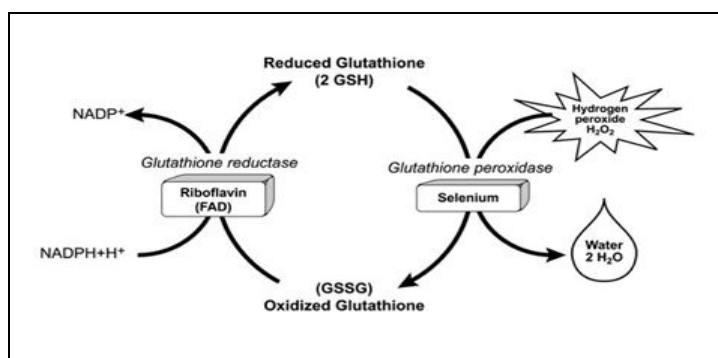 Reduced Glutathione
(2 GSH)
NADP⁺
Hydrogen
peroxide
H₂O₂
Glutathione reductase
Glutathione peroxidase
Riboflavin
(FAD)
Selenium
NADPH+H⁺
Water
2 H₂O
(GSSG)
Oxidized Glutathione